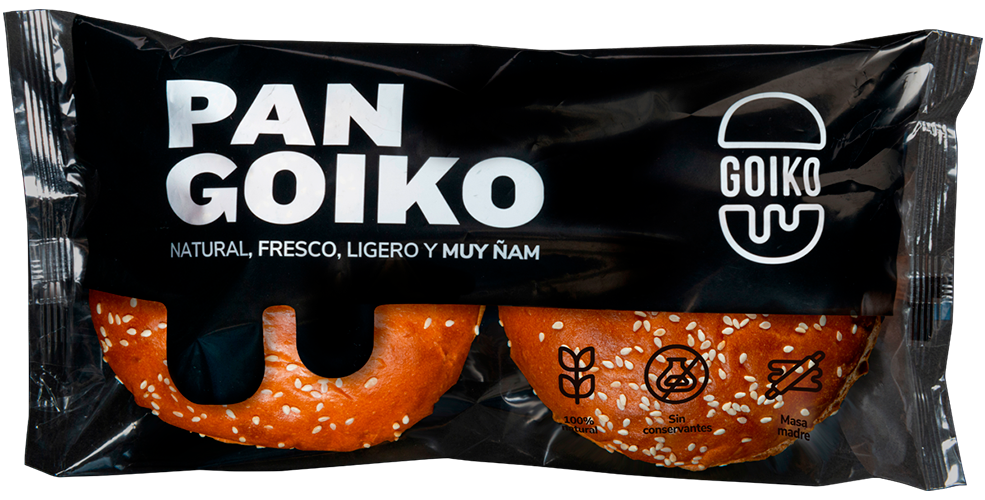 PAN
GOIKO
NATURAL, FRESCO, LIGERO Y MUY ÑAM
GOIKO
100%
natural
Sin
conservantes
Masa
madre